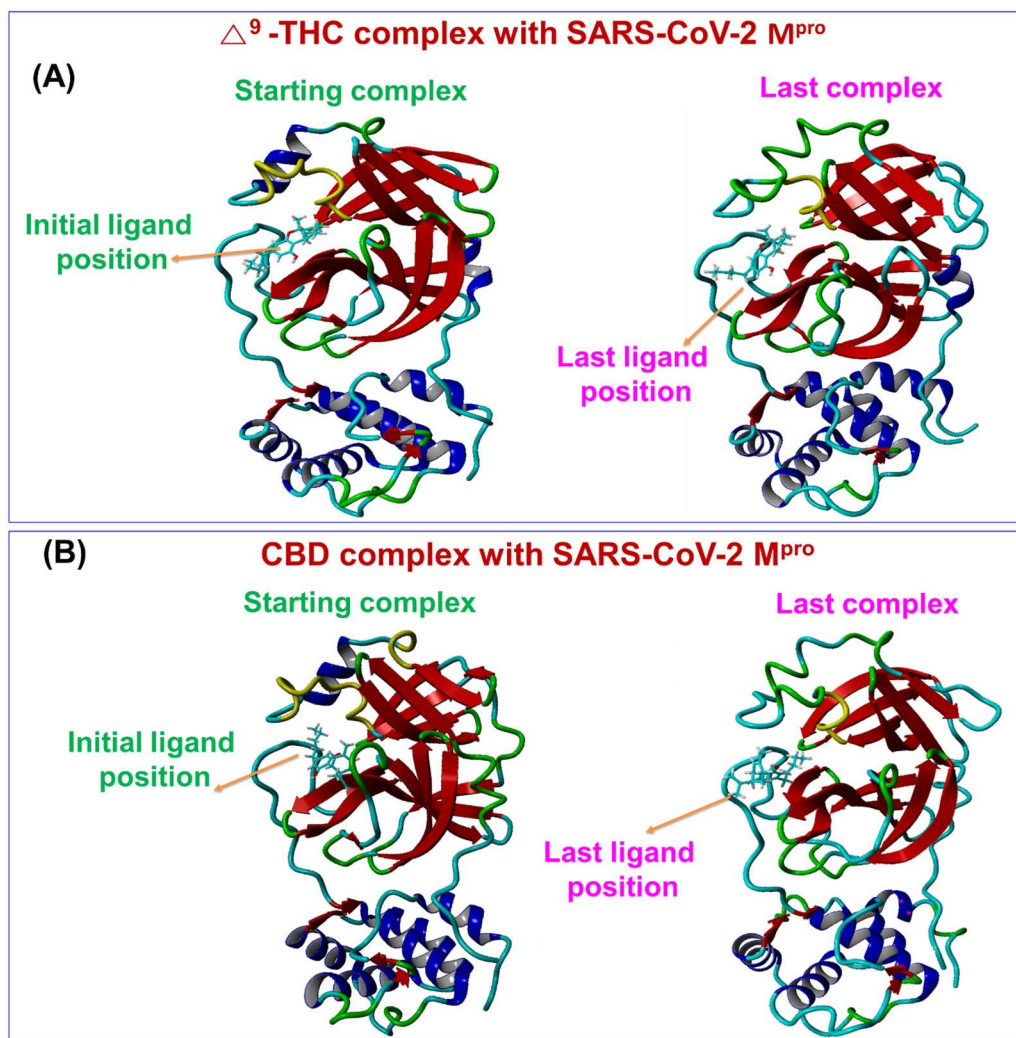 △⁹-THC complex with SARS-CoV-2 Mᵖʳᵒ
(A)
Starting complex
Last complex
Initial ligand
position
Last ligand
position
(B)
CBD complex with SARS-CoV-2 Mᵖʳᵒ
Starting complex
Last complex
Initial ligand
position
Last ligand
position